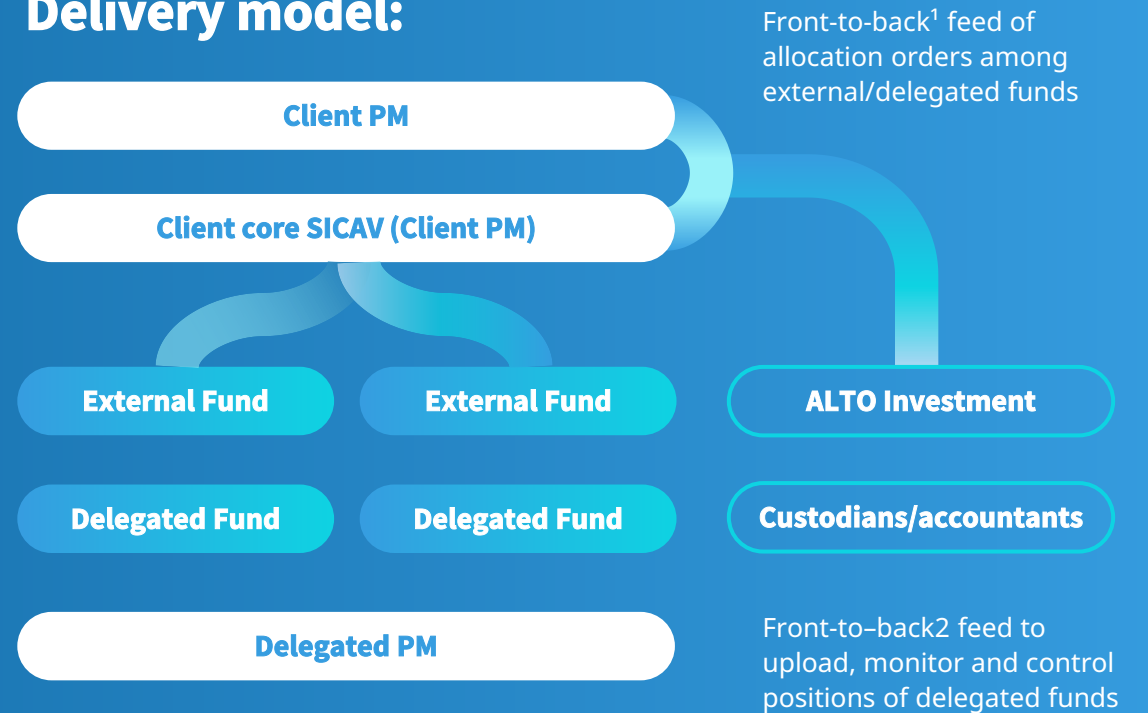 Delivery model:
Front-to-back¹ feed of
allocation orders among
external/delegated funds
Client PM
Client core SICAV (Client PM)
External Fund
External Fund
ALTO Investment
Delegated Fund
Delegated Fund
Custodians/accountants
Delegated PM
Front-to–back2 feed to
upload, monitor and control
positions of delegated funds